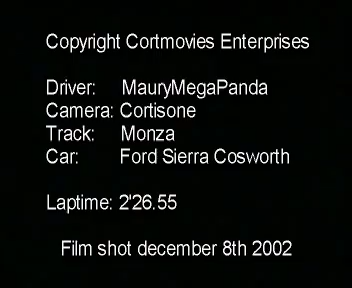 Copyright Cortmovies Enterprises
Driver: MauryMegaPanda
Camera: Cortisone
Track: Monza
Car: Ford Sierra Cosworth
Laptime: 2'26.55
Film shot december 8th 2002